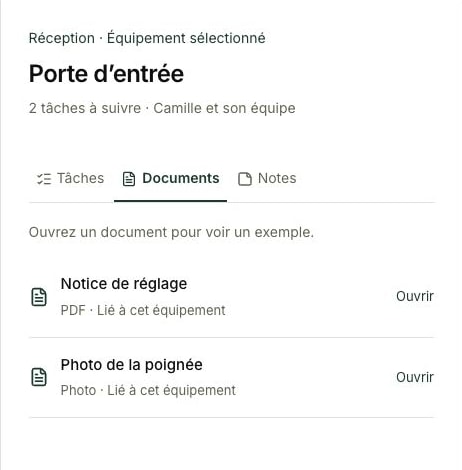 Réception · Équipement sélectionné
Porte d’entrée
2 tâches à suivre · Camille et son équipe
Tâches Documents Notes
Ouvrez un document pour voir un exemple.
Notice de réglage
PDF · Lié à cet équipement
Ouvrir
Photo de la poignée
Photo · Lié à cet équipement
Ouvrir